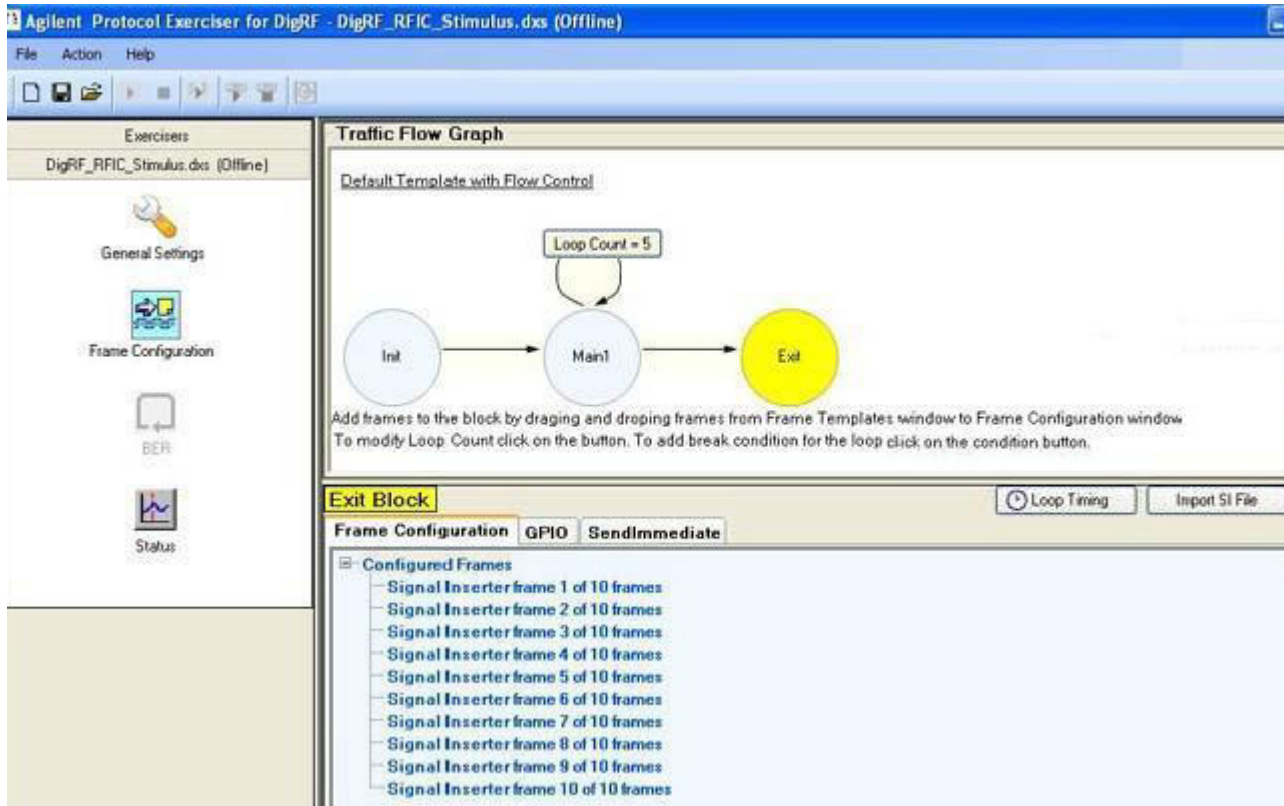 Agilent Protocol Exerciser for DigRF - DigRF_RFIC_Stimulus.dxs (Offline)
File Action Help
Exercisers
DigRF_RFIC_Stimulus.dxs (Offline)
General Settings
Frame Configuration
BER
Status
Traffic Flow Graph
Default Template with Flow Control
Loop Count = 5
Init
Main1
Exit
Add frames to the block by draging and droping frames from Frame Templates window to Frame Configuration window
To modify Loop Count click on the button. To add break condition for the loop click on the condition button.
Exit Block
Loop Timing
Import SI File
Frame Configuration GPIO SendImmediate
Configured Frames
Signal Inserter frame 1 of 10 frames
Signal Inserter frame 2 of 10 frames
Signal Inserter frame 3 of 10 frames
Signal Inserter frame 4 of 10 frames
Signal Inserter frame 5 of 10 frames
Signal Inserter frame 6 of 10 frames
Signal Inserter frame 7 of 10 frames
Signal Inserter frame 8 of 10 frames
Signal Inserter frame 9 of 10 frames
Signal Inserter frame 10 of 10 frames